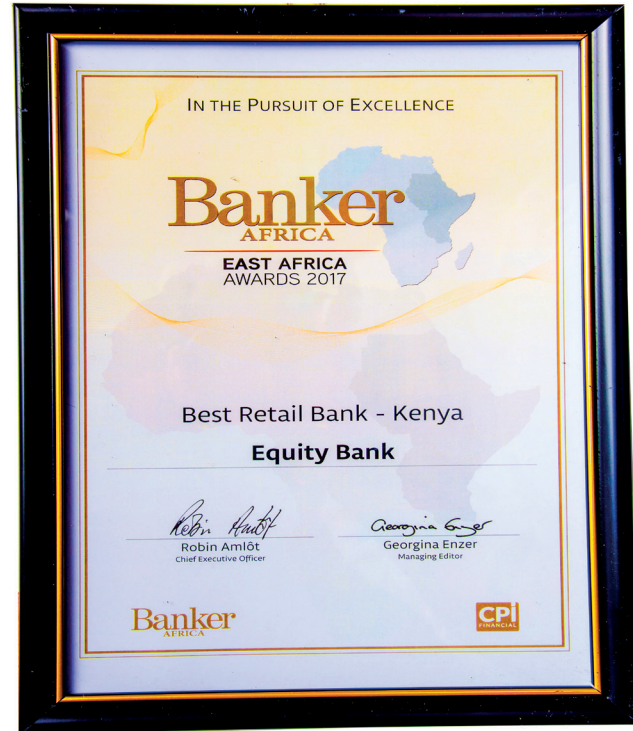 IN THE PURSUIT OF EXCELLENCE
Banker
AFRICA
EAST AFRICA
AWARDS 2017
Best Retail Bank - Kenya
Equity Bank
Robin Amlôt
Georgina Enzer
Robin Amlôt
Georgina Enzer
Chief Executive Officer
Managing Editor
Banker
AFRICA
CPI
FINANCIAL